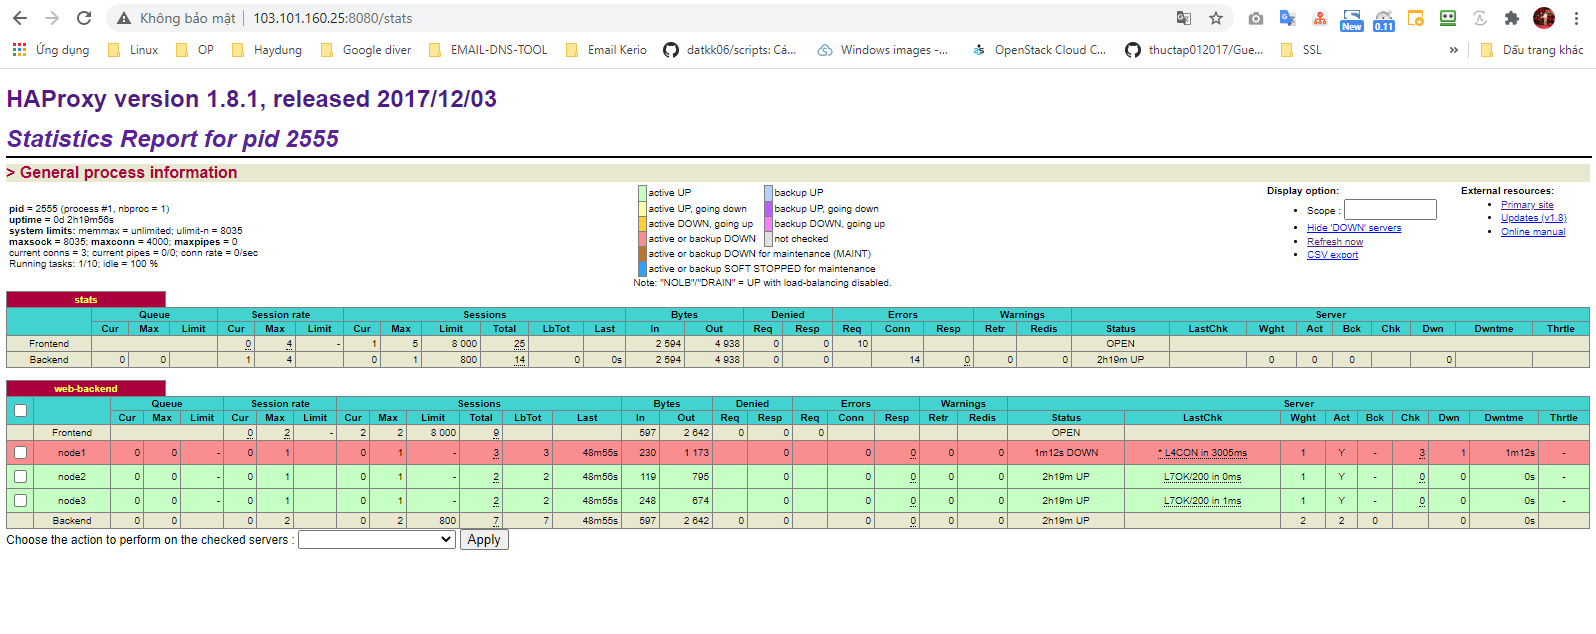 Không bảo mật | 103.101.160.25:8080/stats
New 0.11
Ứng dụng Linux OP Haydung Google diver EMAIL-DNS-TOOL Email Kerio datkk06/scripts: Cá... Windows images -... OpenStack Cloud C... thuctap012017/Gue... SSL » Dấu trang khác
HAProxy version 1.8.1, released 2017/12/03
Statistics Report for pid 2555
> General process information
pid = 2555 (process #1, nbproc = 1)
uptime = 0d 2h19m56s
system limits: memmax = unlimited; ulimit-n = 8035
maxsock = 8035; maxconn = 4000; maxpipes = 0
current conns = 3; current pipes = 0/0; conn rate = 0/sec
Running tasks: 1/10; idle = 100 %
active UP backup UP
active UP, going down backup UP, going down
active DOWN, going up backup DOWN, going up
active or backup DOWN not checked
active or backup DOWN for maintenance (MAINT)
active or backup SOFT STOPPED for maintenance
Note: "NOLB"/"DRAIN" = UP with load-balancing disabled.
Display option:
• Scope :
• Hide 'DOWN' servers
• Refresh now
• CSV export
External resources:
• Primary site
• Updates (v1.8)
• Online manual
stats
Queue Session rate Sessions Bytes Denied Errors Warnings Server
Cur Max Limit Cur Max Limit Cur Max Limit Total LbTot Last In Out Req Resp Req Conn Resp Retr Redis Status LastChk Wght Act Bck Chk Dwn Dwntme Thrtle
Frontend 0 4 - 1 5 8 000 25 2 594 4 938 0 0 10 OPEN
Backend 0 0 1 4 0 1 800 14 0 0s 2 594 4 938 0 0 14 0 0 0 2h19m UP 0 0 0 0
web-backend
Queue Session rate Sessions Bytes Denied Errors Warnings Server
Cur Max Limit Cur Max Limit Cur Max Limit Total LbTot Last In Out Req Resp Req Conn Resp Retr Redis Status LastChk Wght Act Bck Chk Dwn Dwntme Thrtle
Frontend 0 2 - 2 2 8 000 9 597 2 642 0 0 0 OPEN
node1 0 0 - 0 1 0 1 - 3 3 48m55s 230 1 173 0 0 0 0 0 1m12s DOWN * L4CON in 3005ms 1 Y - 3 1 1m12s -
node2 0 0 - 0 1 0 1 - 2 2 48m56s 119 795 0 0 0 0 0 2h19m UP L7OK/200 in 0ms 1 Y - 0 0 0s -
node3 0 0 - 0 1 0 1 - 2 2 48m55s 248 674 0 0 0 0 0 2h19m UP L7OK/200 in 1ms 1 Y - 0 0 0s -
Backend 0 0 0 2 0 2 800 7 7 48m55s 597 2 642 0 0 0 0 0 0 2h19m UP 2 2 0 0 0s
Choose the action to perform on the checked servers : Apply